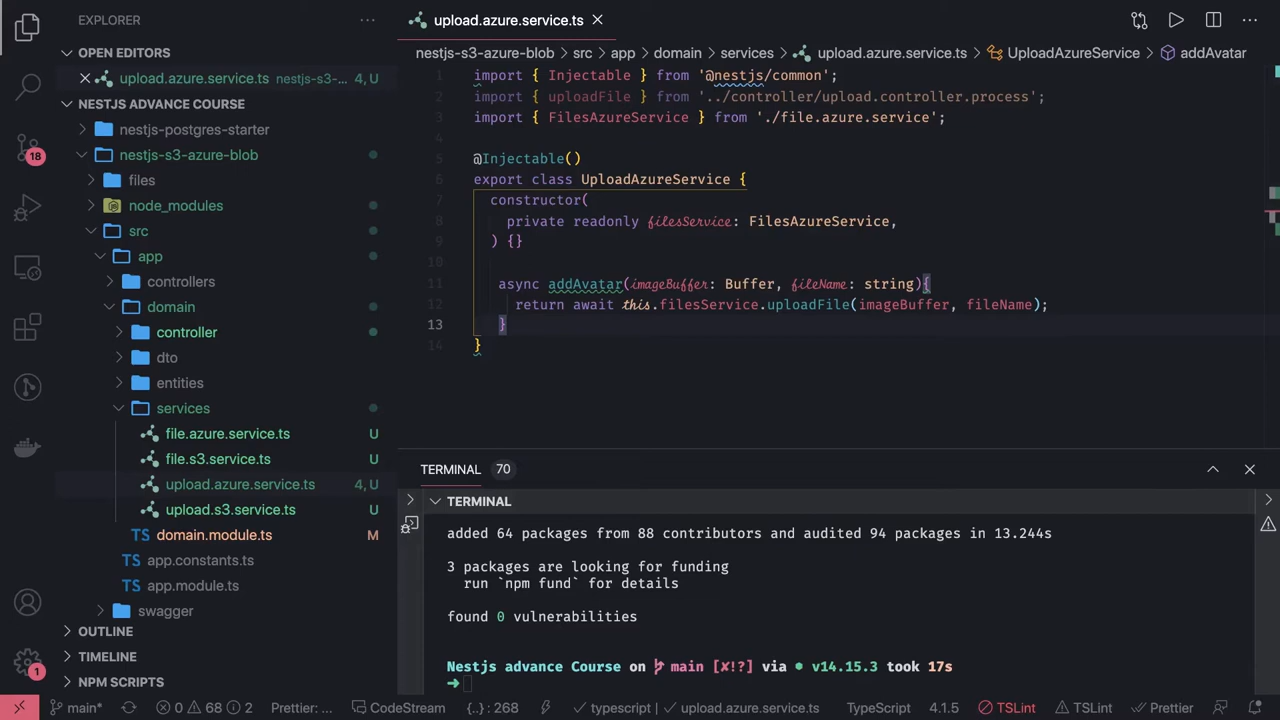 EXPLORER
OPEN EDITORS
upload.azure.service.ts nestjs-s3-... 4, U
NESTJS ADVANCE COURSE
nestjs-postgres-starter
nestjs-s3-azure-blob
files
node_modules
src
app
controllers
domain
controller
dto
entities
services
file.azure.service.ts U
file.s3.service.ts U
upload.azure.service.ts 4, U
upload.s3.service.ts U
TS domain.module.ts M
TS app.constants.ts
TS app.module.ts
swagger
OUTLINE
TIMELINE
NPM SCRIPTS
18
1
upload.azure.service.ts
nestjs-s3-azure-blob > src > app > domain > services > upload.azure.service.ts > UploadAzureService > addAvatar
1 import { Injectable } from '@nestjs/common';
2 import { uploadFile } from '../controller/upload.controller.process';
3 import { FilesAzureService } from './file.azure.service';
4
5 @Injectable()
6 export class UploadAzureService {
7 constructor(
8 private readonly filesService: FilesAzureService,
9 ) {}
10
11 async addAvatar(imageBuffer: Buffer, fileName: string){
12 return await this.filesService.uploadFile(imageBuffer, fileName);
13 }
14 }
TERMINAL 70
TERMINAL
added 64 packages from 88 contributors and audited 94 packages in 13.244s
3 packages are looking for funding
run `npm fund` for details
found 0 vulnerabilities
Nestjs advance Course on main [✘!?] via v14.15.3 took 17s
➜
main* 0 68 2 Prettier: ... CodeStream {..} : 268 typescript | upload.azure.service.ts TypeScript 4.1.5 TSLint TSLint Prettier